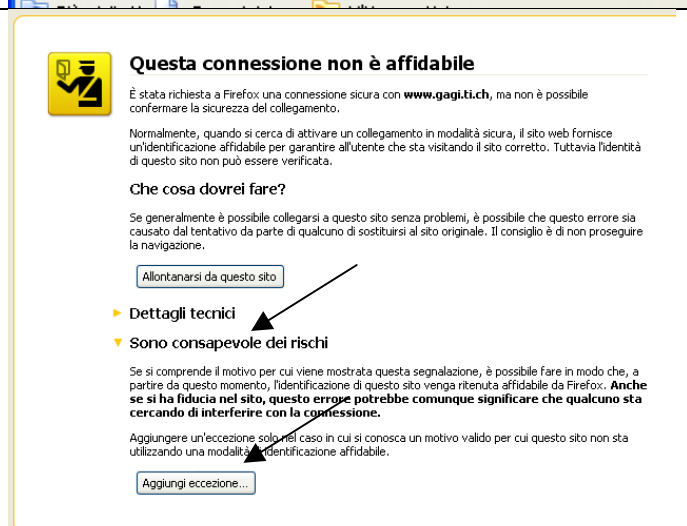 Questa connessione non è affidabile
È stata richiesta a Firefox una connessione sicura con www.gagi.ti.ch, ma non è possibile
confermare la sicurezza del collegamento.
Normalmente, quando si cerca di attivare un collegamento in modalità sicura, il sito web fornisce
un'identificazione affidabile per garantire all'utente che sta visitando il sito corretto. Tuttavia l'identità
di questo sito non può essere verificata.
Che cosa dovrei fare?
Se generalmente è possibile collegarsi a questo sito senza problemi, è possibile che questo errore sia
causato dal tentativo da parte di qualcuno di sostituirsi al sito originale. Il consiglio è di non proseguire
la navigazione.
Allontanarsi da questo sito
Dettagli tecnici
Sono consapevole dei rischi
Se si comprende il motivo per cui viene mostrata questa segnalazione, è possibile fare in modo che, a
partire da questo momento, l'identificazione di questo sito venga ritenuta affidabile da Firefox. Anche
se si ha fiducia nel sito, questo errore potrebbe comunque significare che qualcuno sta
cercando di interferire con la connessione.
Aggiungere un'eccezione solo nel caso in cui si conosca un motivo valido per cui questo sito non sta
utilizzando una modalità di identificazione affidabile.
Aggiungi eccezione...